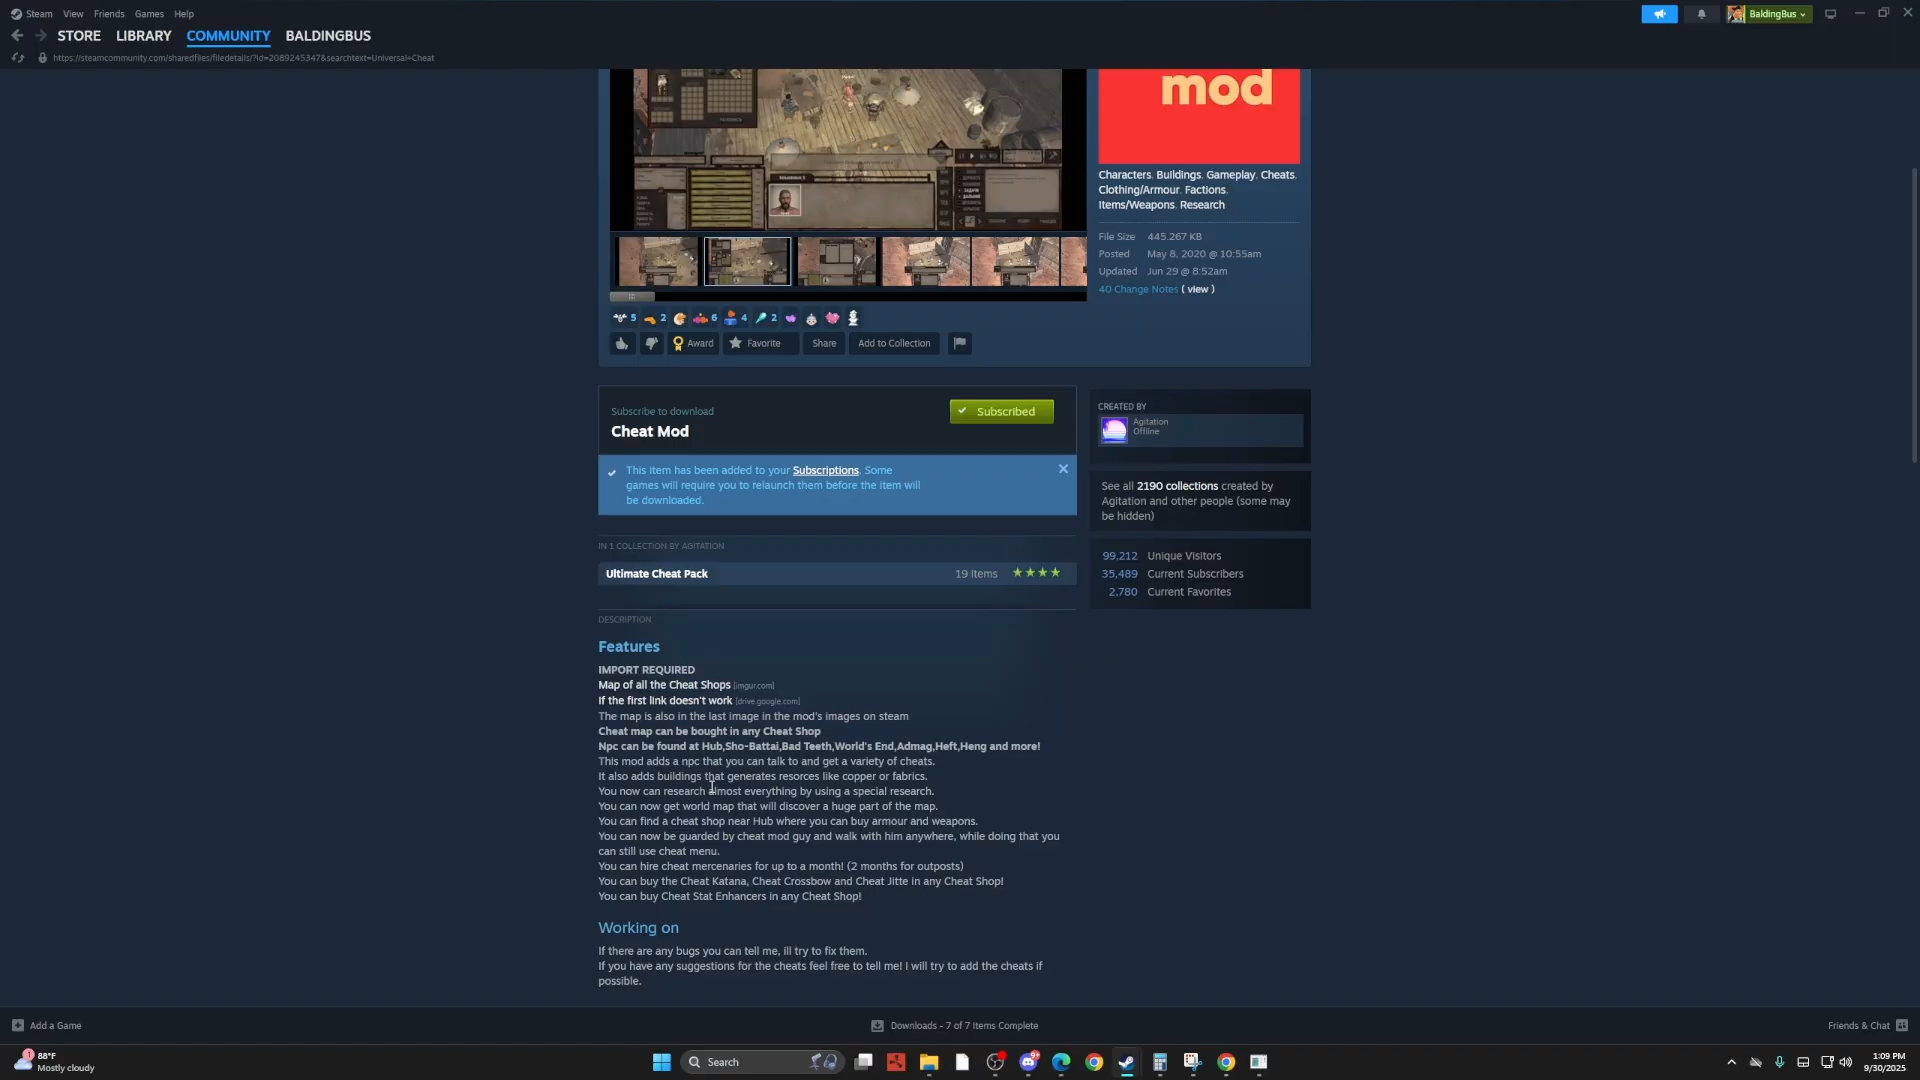 Steam View Friends Games Help
BaldingBus
STORE LIBRARY COMMUNITY BALDINGBUS
https://steamcommunity.com/sharedfiles/filedetails/?id=2089245347&searchtext=Universal+Cheat
mod
Characters, Buildings, Gameplay, Cheats,
Clothing/Armour, Factions,
Items/Weapons, Research
File Size 445.267 KB
Posted May 8, 2020 @ 10:55am
Updated Jun 29 @ 8:52am
40 Change Notes ( view )
5 2 6 4 2
Award Favorite Share Add to Collection
Subscribe to download
Cheat Mod
Subscribed
This item has been added to your Subscriptions. Some
games will require you to relaunch them before the item will
be downloaded.
CREATED BY
Agitation
Offline
See all 2190 collections created by
Agitation and other people (some may
be hidden)
99,212 Unique Visitors
35,489 Current Subscribers
2,780 Current Favorites
IN 1 COLLECTION BY AGITATION
Ultimate Cheat Pack 19 items
DESCRIPTION
Features
IMPORT REQUIRED
Map of all the Cheat Shops [imgur.com]
If the first link doesn't work [drive.google.com]
The map is also in the last image in the mod's images on steam
Cheat map can be bought in any Cheat Shop
Npc can be found at Hub,Sho-Battai,Bad Teeth,World's End,Admag,Heft,Heng and more!
This mod adds a npc that you can talk to and get a variety of cheats.
It also adds buildings that generates resorces like copper or fabrics.
You now can research almost everything by using a special research.
You can now get world map that will discover a huge part of the map.
You can find a cheat shop near Hub where you can buy armour and weapons.
You can now be guarded by cheat mod guy and walk with him anywhere, while doing that you
can still use cheat menu.
You can hire cheat mercenaries for up to a month! (2 months for outposts)
You can buy the Cheat Katana, Cheat Crossbow and Cheat Jitte in any Cheat Shop!
You can buy Cheat Stat Enhancers in any Cheat Shop!
Working on
If there are any bugs you can tell me, ill try to fix them.
If you have any suggestions for the cheats feel free to tell me! I will try to add the cheats if
possible.
Add a Game
Downloads - 7 of 7 Items Complete
Friends & Chat
1
88°F
Mostly cloudy
Search
9+
1:09 PM
9/30/2025